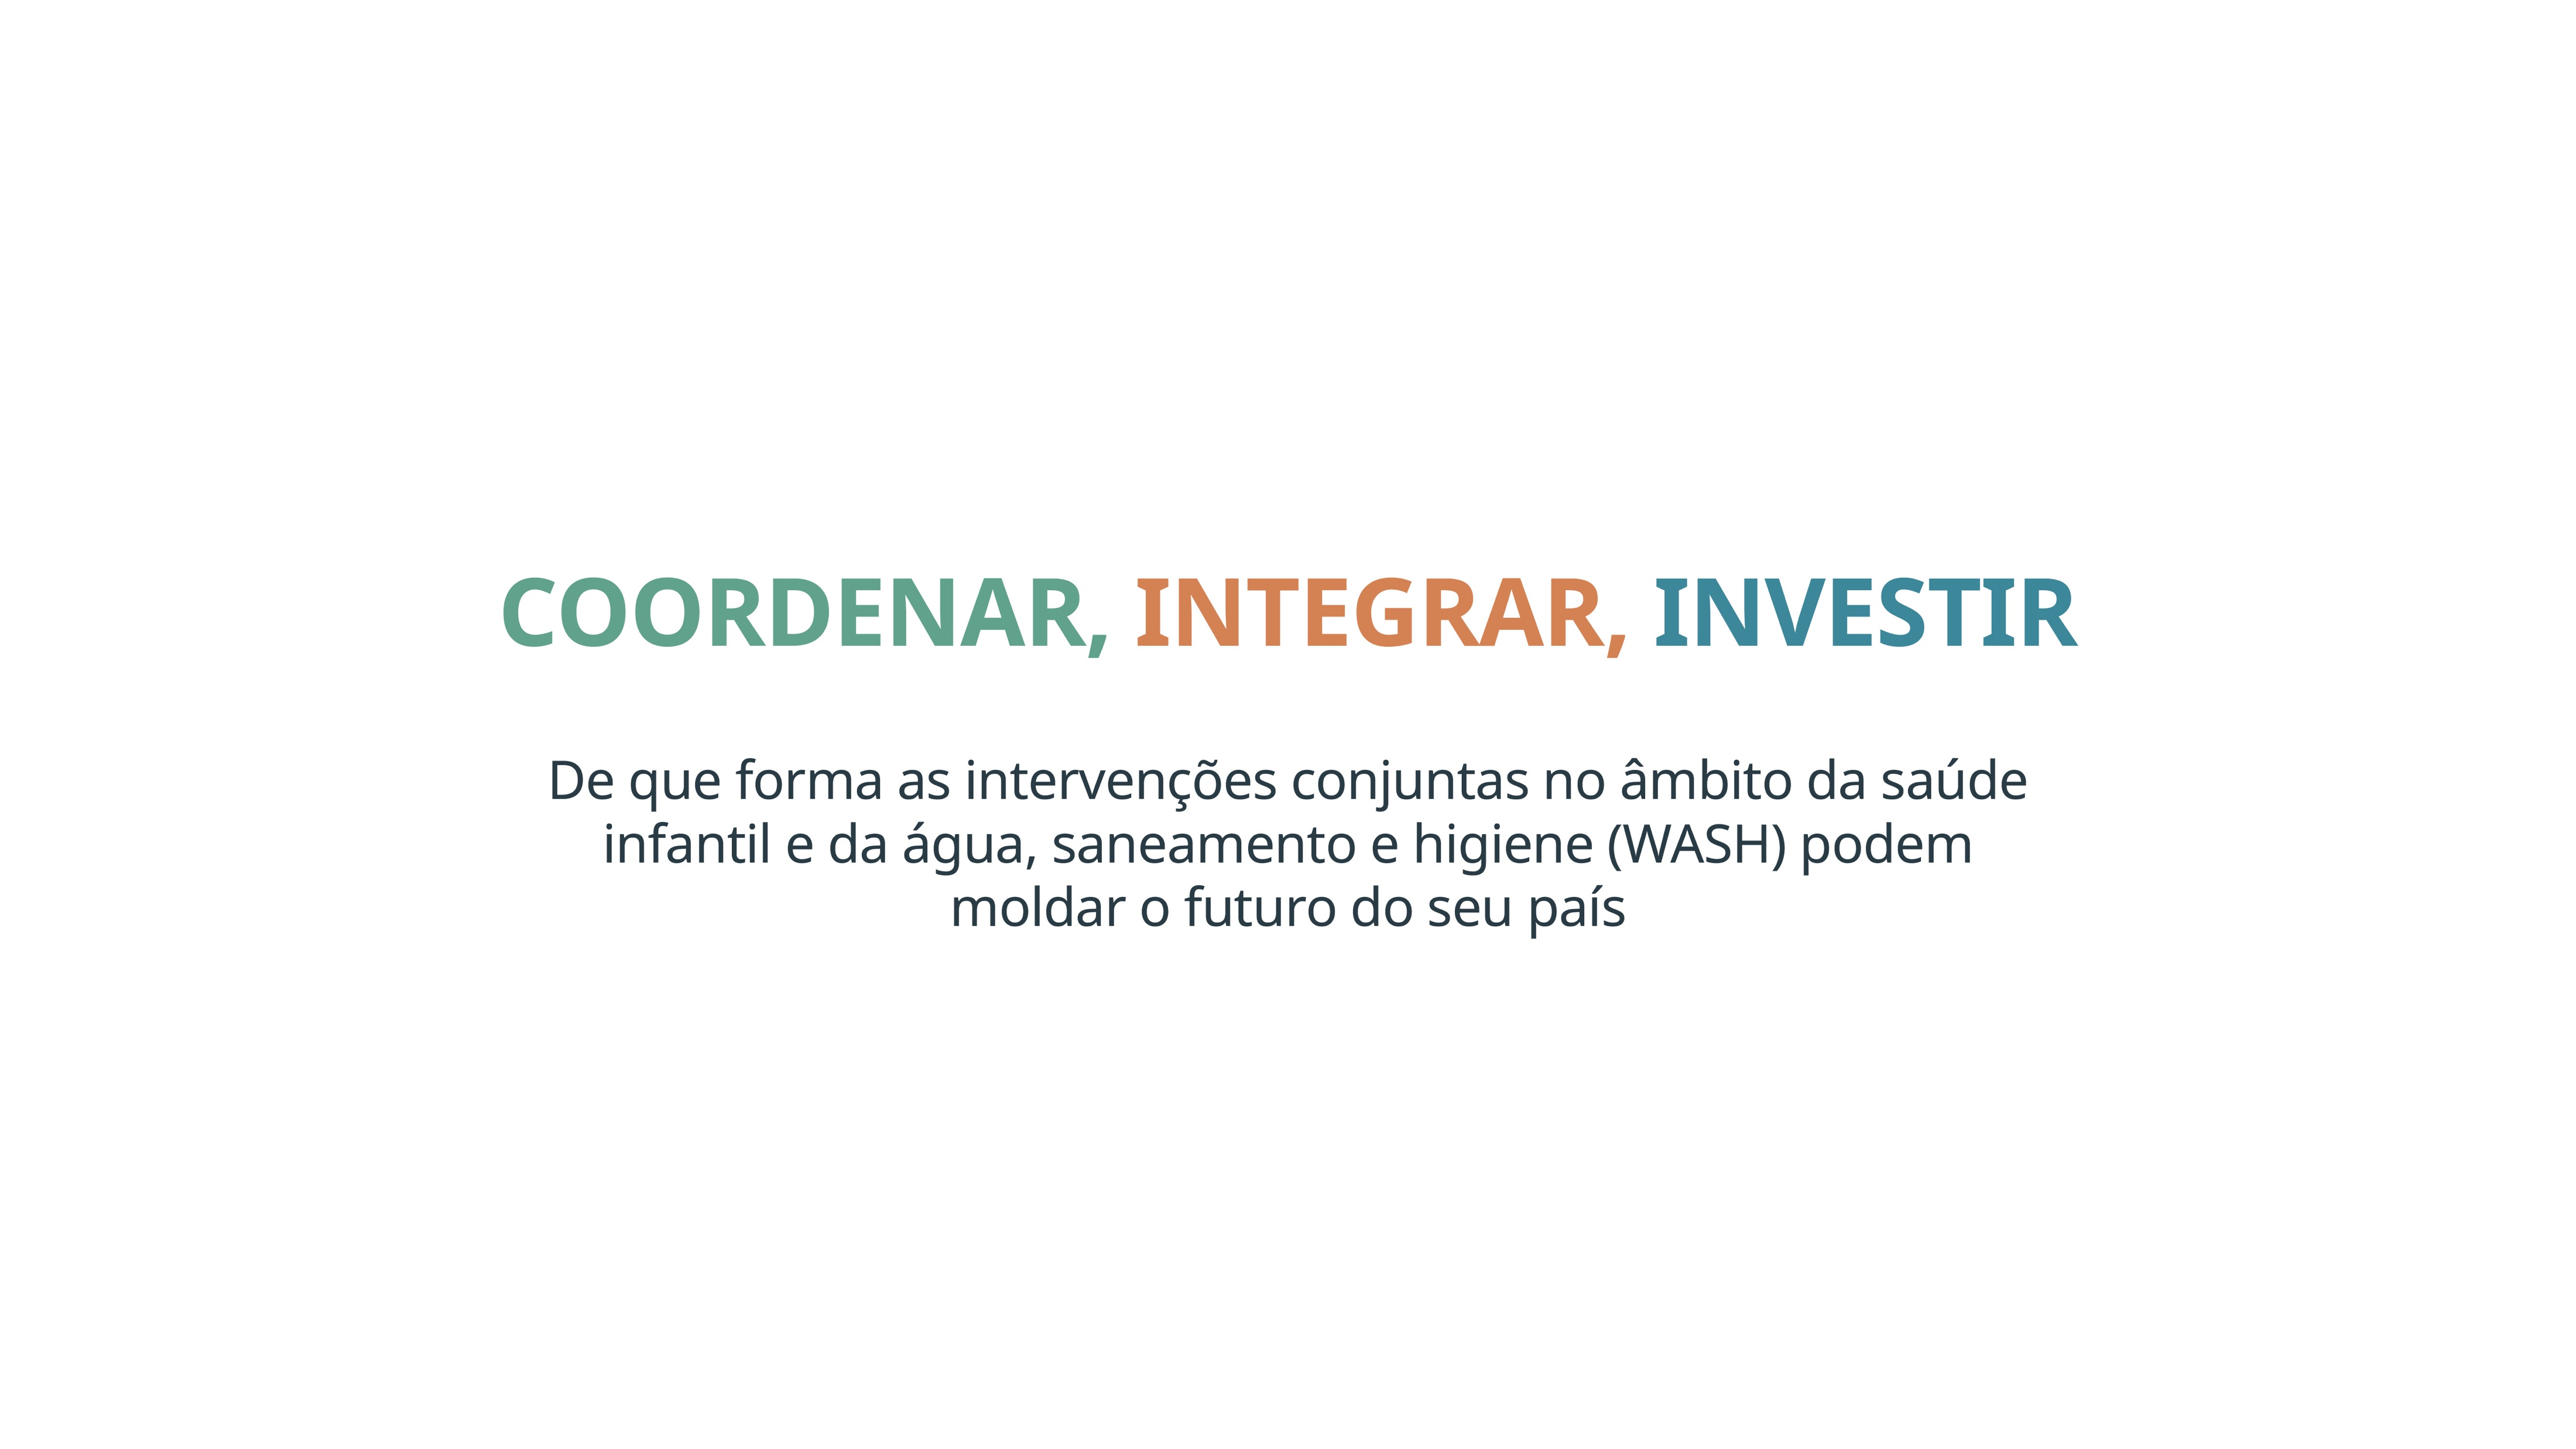 COORDENAR, INTEGRAR, INVESTIR
De que forma as intervenções conjuntas no âmbito da saúde
infantil e da água, saneamento e higiene (WASH) podem
moldar o futuro do seu país